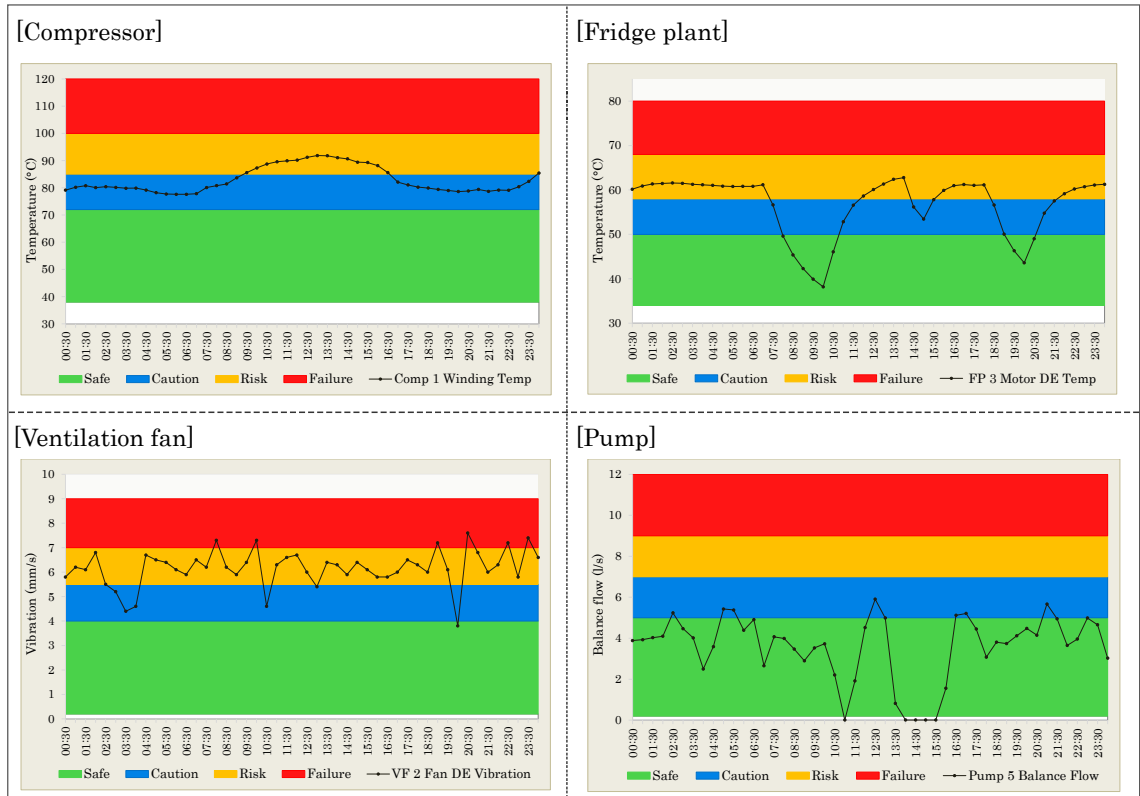 [Compressor]
120
110
100
90
80
70
60
50
40
30
Temperature (°C)
00:30 01:30 02:30 03:30 04:30 05:30 06:30 07:30 08:30 09:30 10:30 11:30 12:30 13:30 14:30 15:30 16:30 17:30 18:30 19:30 20:30 21:30 22:30 23:30
Safe Caution Risk Failure Comp 1 Winding Temp
[Fridge plant]
80
70
60
50
40
30
Temperature (°C)
00:30 01:30 02:30 03:30 04:30 05:30 06:30 07:30 08:30 09:30 10:30 11:30 12:30 13:30 14:30 15:30 16:30 17:30 18:30 19:30 20:30 21:30 22:30 23:30
Safe Caution Risk Failure FP 3 Motor DE Temp
[Ventilation fan]
10
9
8
7
6
5
4
3
2
1
0
Vibration (mm/s)
00:30 01:30 02:30 03:30 04:30 05:30 06:30 07:30 08:30 09:30 10:30 11:30 12:30 13:30 14:30 15:30 16:30 17:30 18:30 19:30 20:30 21:30 22:30 23:30
Safe Caution Risk Failure VF 2 Fan DE Vibration
[Pump]
12
10
8
6
4
2
0
Balance flow (l/s)
00:30 01:30 02:30 03:30 04:30 05:30 06:30 07:30 08:30 09:30 10:30 11:30 12:30 13:30 14:30 15:30 16:30 17:30 18:30 19:30 20:30 21:30 22:30 23:30
Safe Caution Risk Failure Pump 5 Balance Flow